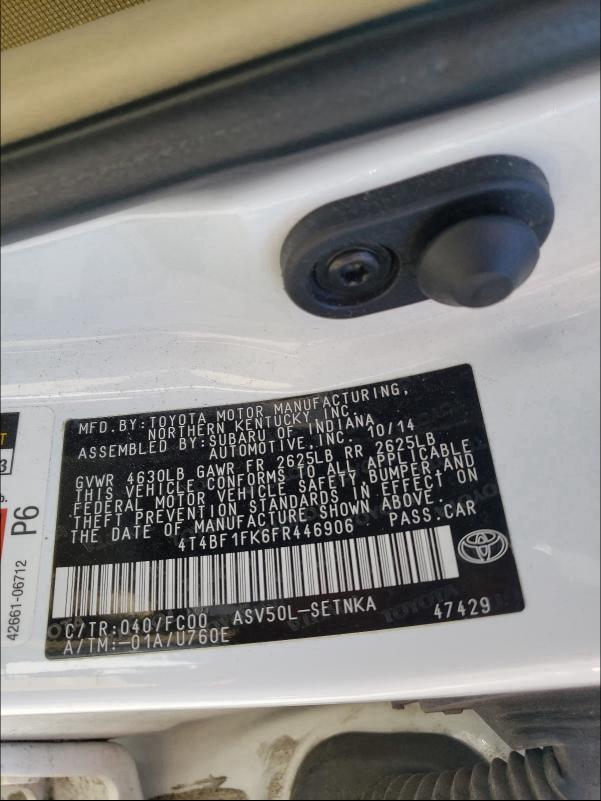 MFD.BY:TOYOTA MOTOR MANUFACTURING,
NORTHERN KENTUCKY, INC.
ASSEMBLED BY:SUBARU OF INDIANA
AUTOMOTIVE,INC. 10/14
GVWR 4630LB GAWR FR 2625LB RR 2625LB
THIS VEHICLE CONFORMS TO ALL APPLICABLE
FEDERAL MOTOR VEHICLE SAFETY,BUMPER,AND
THEFT PREVENTION STANDARDS IN EFFECT ON
THE DATE OF MANUFACTURE SHOWN ABOVE.
4T4BF1FK6FR446906 PASS.CAR
C/TR:040/FC00 ASV50L-SETNKA
A/TM:-01A/U760E 47429
P6
42661-06712